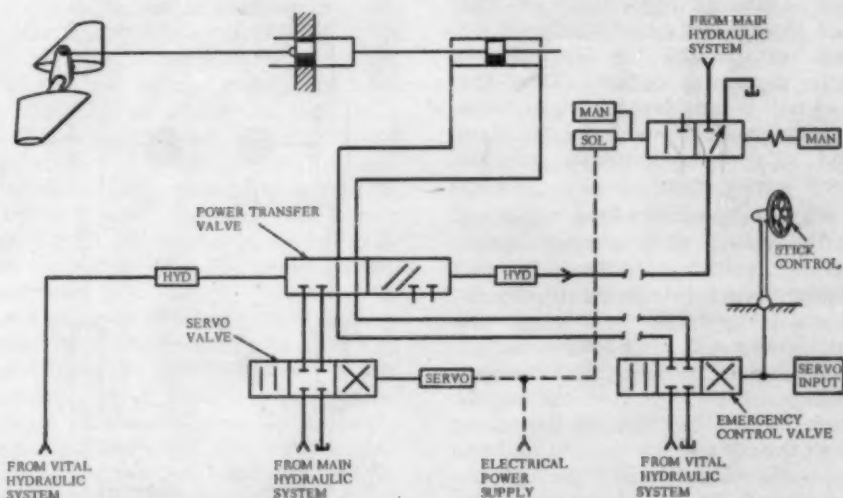 FROM MAIN
HYDRAULIC
SYSTEM
MAN
SOL
MAN
POWER TRANSFER
VALVE
STICK
CONTROL
HYD
HYD
SERVO
VALVE
SERVO
SERVO
INPUT
EMERGENCY
CONTROL VALVE
FROM VITAL
HYDRAULIC
SYSTEM
FROM MAIN
HYDRAULIC
SYSTEM
ELECTRICAL
POWER
SUPPLY
FROM VITAL
HYDRAULIC
SYSTEM